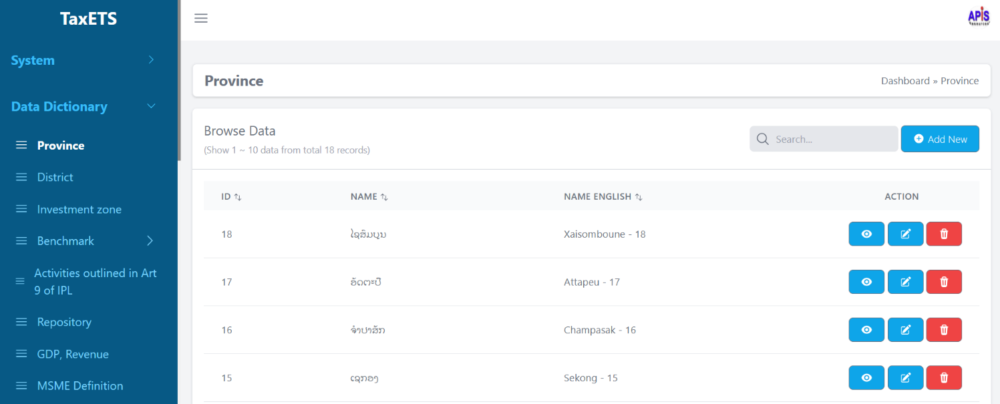 TaxETS
APIS
Resources
System
Data Dictionary
Province
District
Investment zone
Benchmark
Activities outlined in Art
9 of IPL
Repository
GDP, Revenue
MSME Definition
Province
Dashboard » Province
Browse Data
(Show 1 ~ 10 data from total 18 records)
Search...
Add New
ID NAME NAME ENGLISH ACTION
18 ໄຊສົມບູນ Xaisomboune - 18
17 ອັດຕະປື Attapeu - 17
16 ຈຳປາສັກ Champasak - 16
15 ເຊກອງ Sekong - 15